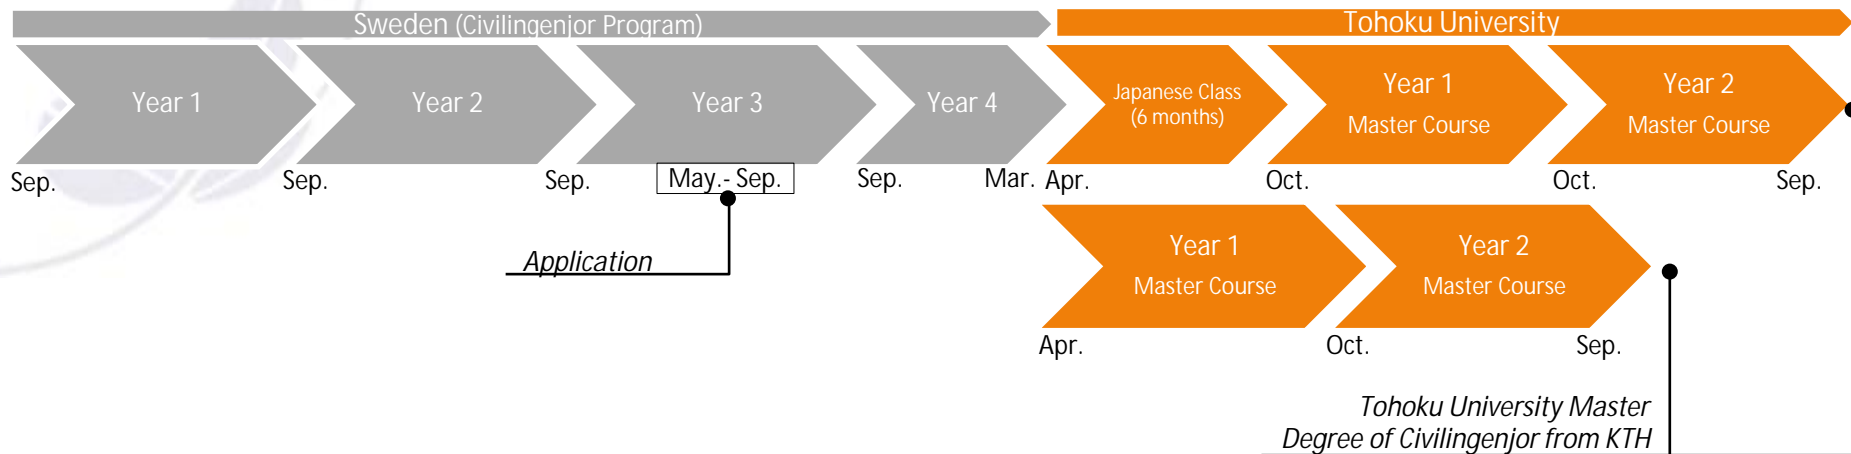 Sweden (Civilingenjor Program)
Tohoku University
Year 1
Year 2
Year 3
Year 4
Japanese Class
(6 months)
Year 1
Master Course
Year 2
Master Course
Sep.
Sep.
Sep.
May.- Sep.
Sep.
Mar.
Apr.
Oct.
Oct.
Sep.
Application
Year 1
Master Course
Year 2
Master Course
Apr.
Oct.
Sep.
Tohoku University Master
Degree of Civilingenjor from KTH